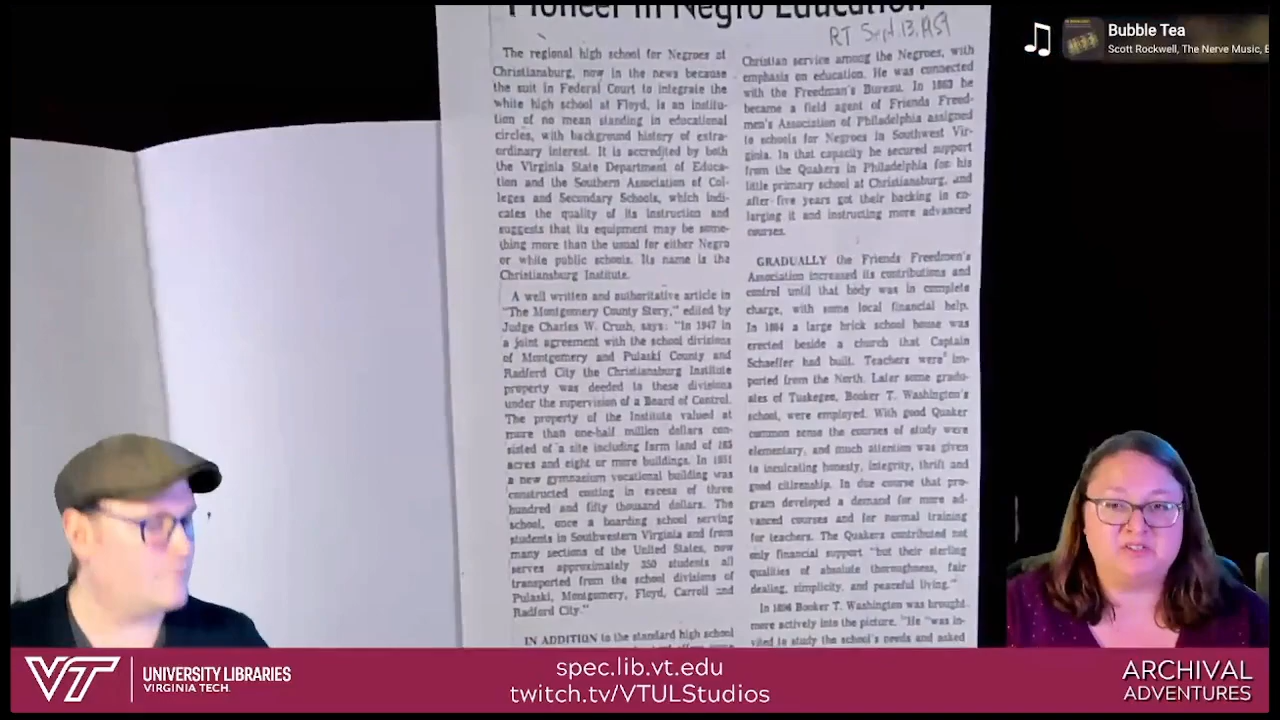 Pioneer in Negro Education
RT Sept. 13, 1959
The regional high school for Negroes at
Christiansburg, now in the news because
the suit in Federal Court to integrate the
white high school at Floyd, is an institu-
tion of no mean standing in educational
circles, with background history of extra-
ordinary interest. It is accredited by both
the Virginia State Department of Educa-
tion and the Southern Association of Col-
leges and Secondary Schools, which indi-
cates the quality of its instruction and
suggests that its equipment may be some-
thing more than the usual for either Negro
or white public schools. Its name is the
Christiansburg Institute.
A well written and authoritative article in
"The Montgomery County Story," edited by
Judge Charles W. Crush, says: "In 1947 in
a joint agreement with the school divisions
of Montgomery and Pulaski County and
Radford City the Christiansburg Institute
property was deeded to these divisions
under the supervision of a Board of Control.
The property of the Institute valued at
more than one-half million dollars con-
sisted of a site including farm land of 185
acres and eight or more buildings. In 1951
a new gymnasium vocational building was
constructed costing in excess of three
hundred and fifty thousand dollars. The
school, once a boarding school serving
students in Southwestern Virginia and from
many sections of the United States, now
serves approximately 350 students all
transported from the school divisions of
Pulaski, Montgomery, Floyd, Carroll and
Radford City."
IN ADDITION to the standard high school
Christian service among the Negroes, with
emphasis on education. He was connected
with the Freedman's Bureau. In
became a field agent of Friends Freed-
men's Association of Philadelphia assigned
to schools for Negroes in Southwest Vir-
ginia. In that capacity he secured support
from the Quakers in Philadelphia for his
little primary school at Christiansburg, and
after five years got their backing in en-
larging it and instructing more advanced
courses.
GRADUALLY the Friends Freedmen's
Association increased its contributions and
control until that body was in complete
charge, with some local financial help.
In a large brick school house was
erected beside a church that Captain
Schaeffer had built. Teachers were im-
ported from the North. Later some gradu-
ates of Tuskegee, Booker T. Washington's
school, were employed. With good Quaker
common sense the courses of study were
elementary, and much attention was given
to inculcating honesty, integrity, thrift and
good citizenship. In due course that pro-
gram developed a demand for more ad-
vanced courses and for normal training
for teachers. The Quakers contributed not
only financial support "but their sterling
qualities of absolute thoroughness, fair
dealing, simplicity, and peaceful living."
In Booker T. Washington was brought
more actively into the picture. "He "was in-
vited to study the school's needs and asked
Bubble Tea
Scott Rockwell, The Nerve Music, E
VT UNIVERSITY LIBRARIES
VIRGINIA TECH.
spec.lib.vt.edu
twitch.tv/VTULStudios
ARCHIVAL
ADVENTURES